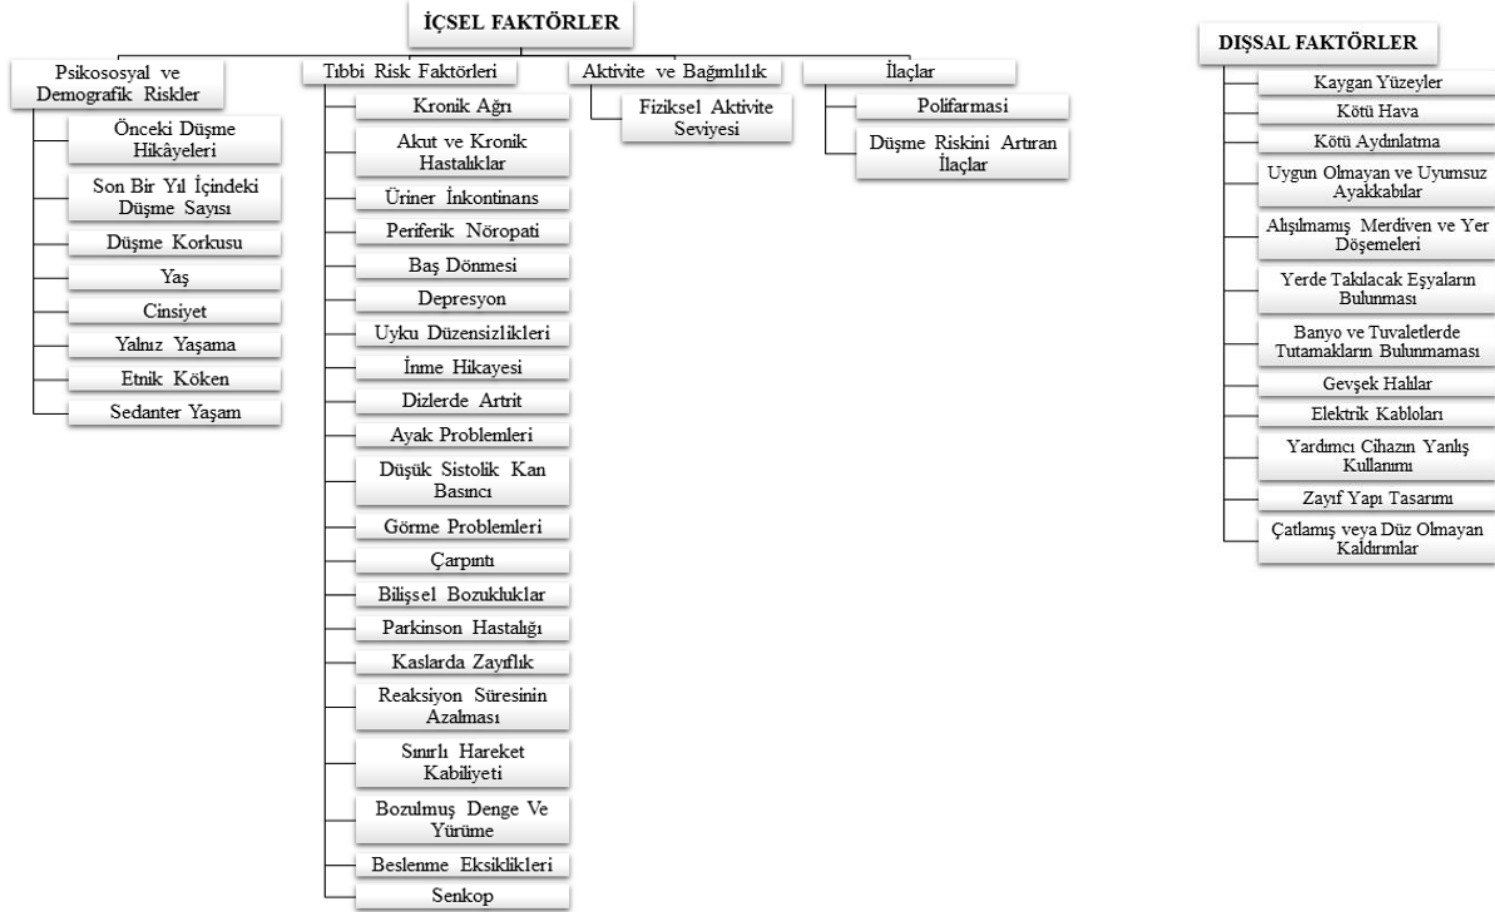 İÇSEL FAKTÖRLER
Psikososyal ve
Demografik Riskler
Önceki Düşme
Hikâyeleri
Son Bir Yıl İçindeki
Düşme Sayısı
Düşme Korkusu
Yaş
Cinsiyet
Yalnız Yaşama
Etnik Köken
Sedanter Yaşam
Tıbbi Risk Faktörleri
Kronik Ağrı
Akut ve Kronik
Hastalıklar
Üriner İnkontinans
Periferik Nöropati
Baş Dönmesi
Depresyon
Uyku Düzensizlikleri
İnme Hikayesi
Dizlerde Artrit
Ayak Problemleri
Düşük Sistolik Kan
Basıncı
Görme Problemleri
Çarpıntı
Bilişsel Bozukluklar
Parkinson Hastalığı
Kaslarda Zayıflık
Reaksiyon Süresinin
Azalması
Sınırlı Hareket
Kabiliyeti
Bozulmuş Denge Ve
Yürüme
Beslenme Eksiklikleri
Senkop
Aktivite ve Bağımlılık
Fiziksel Aktivite
Seviyesi
İlaçlar
Polifarmasi
Düşme Riskini Artıran
İlaçlar
DIŞSAL FAKTÖRLER
Kaygan Yüzeyler
Kötü Hava
Kötü Aydınlatma
Uygun Olmayan ve Uyumsuz
Ayakkabılar
Alışılmamış Merdiven ve Yer
Döşemeleri
Yerde Takılacak Eşyaların
Bulunması
Banyo ve Tuvaletlerde
Tutamakların Bulunmaması
Gevşek Halılar
Elektrik Kabloları
Yardımcı Cihazın Yanlış
Kullanımı
Zayıf Yapı Tasarımı
Çatlamış veya Düz Olmayan
Kaldırımlar